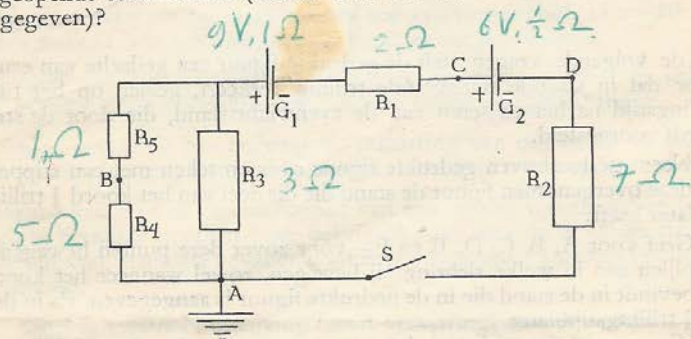 gegeven)?
9V, 1Ω
2Ω
6V, ½Ω
C
D
+
G₁
-
R₁
+
G₂
1Ω
R₅
B
R₃
3Ω
R₂
7Ω
5Ω
R₄
S
A